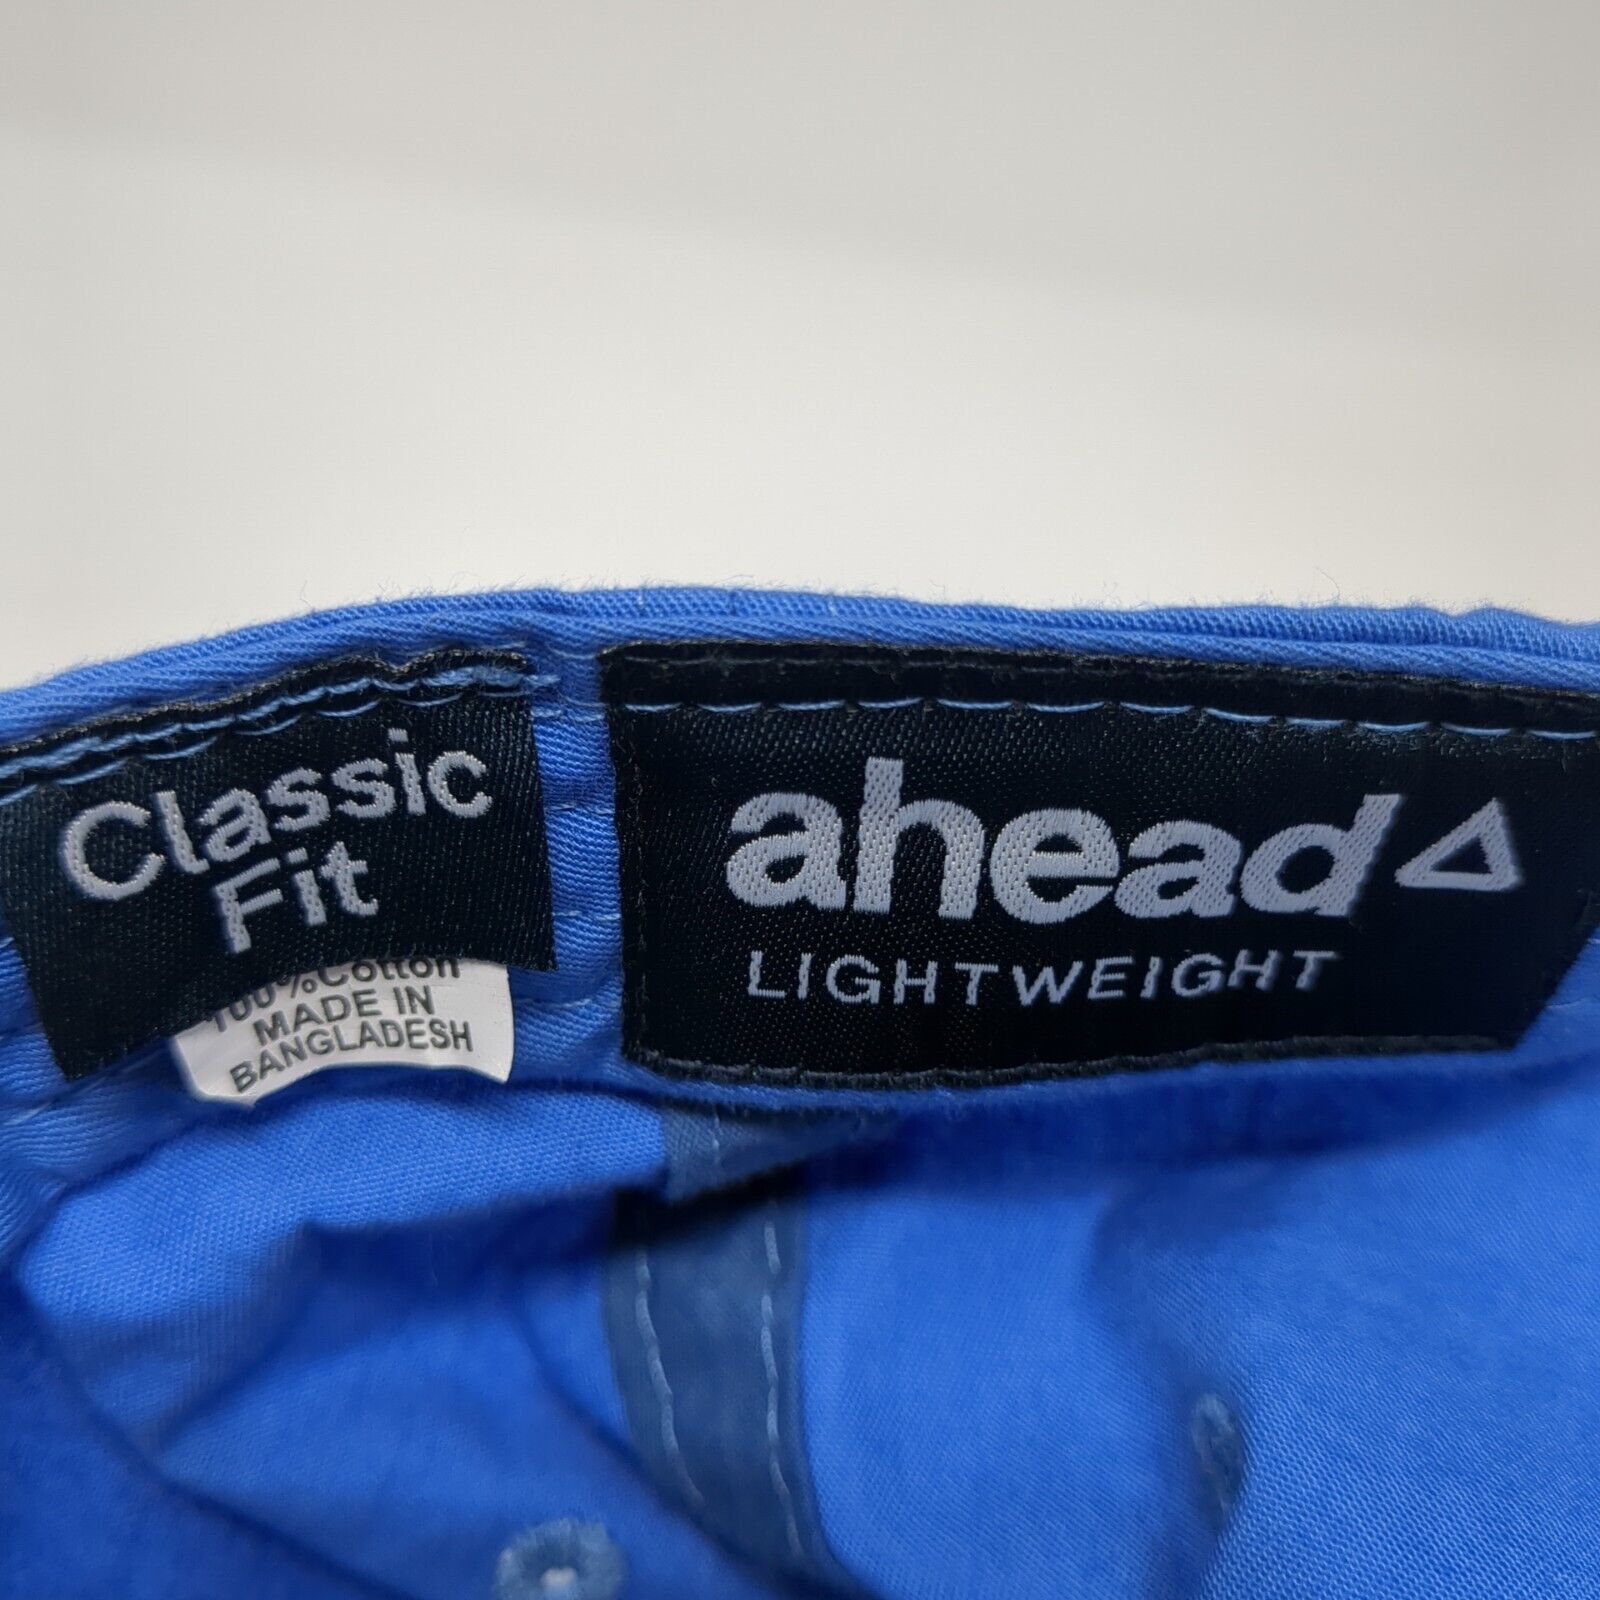 Classic
Fit
100%Cotton
MADE IN
BANGLADESH
ahead
LIGHTWEIGHT